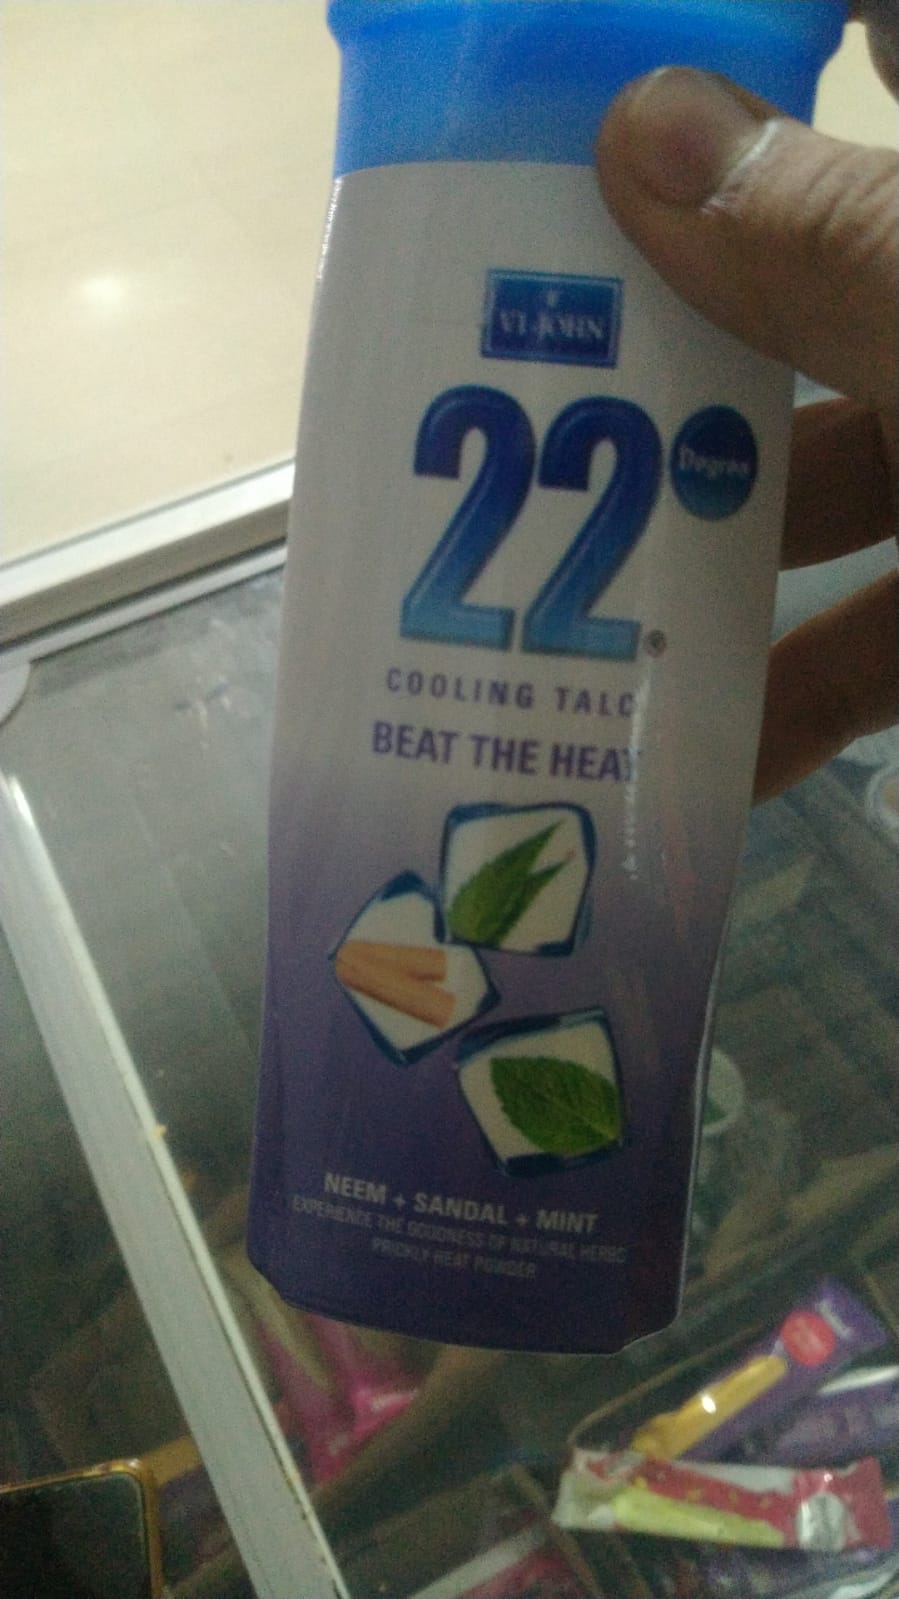 VI-JOHN
22
Degree
®
COOLING TALC
BEAT THE HEAT
NEEM + SANDAL + MINT
EXPERIENCE THE GOODNESS OF NATURAL HERBS
PRICKLY HEAT POWDER